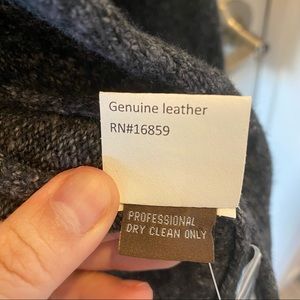 Genuine leather
RN#16859
PROFESSIONAL
DRY CLEAN ONLY